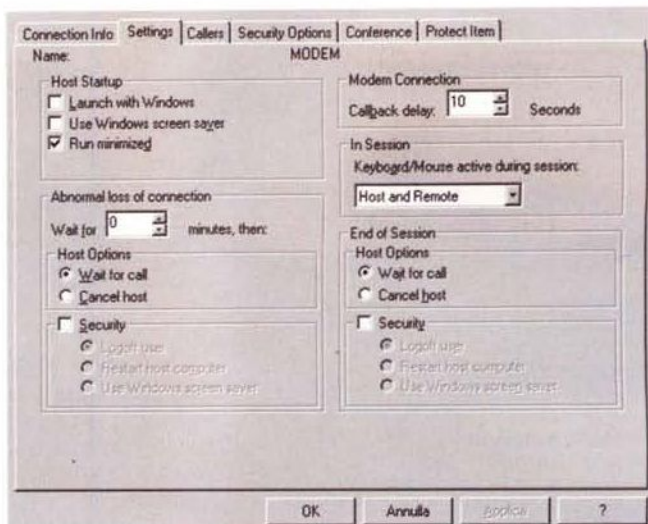 Connection Info Settings Callers Security Options Conference Protect Item
Name: MODEM
Host Startup
Launch with Windows
Use Windows screen saver
Run minimized
Modem Connection
Callback delay: 10 Seconds
In Session
Keyboard/Mouse active during session:
Host and Remote
Abnormal loss of connection
Wait for 0 minutes, then:
Host Options
Wait for call
Cancel host
Security
Logoff user
Restart host computer
Use Windows screen saver
End of Session
Host Options
Wait for call
Cancel host
Security
Logoff user
Restart host computer
Use Windows screen saver
OK Annulla Applica ?